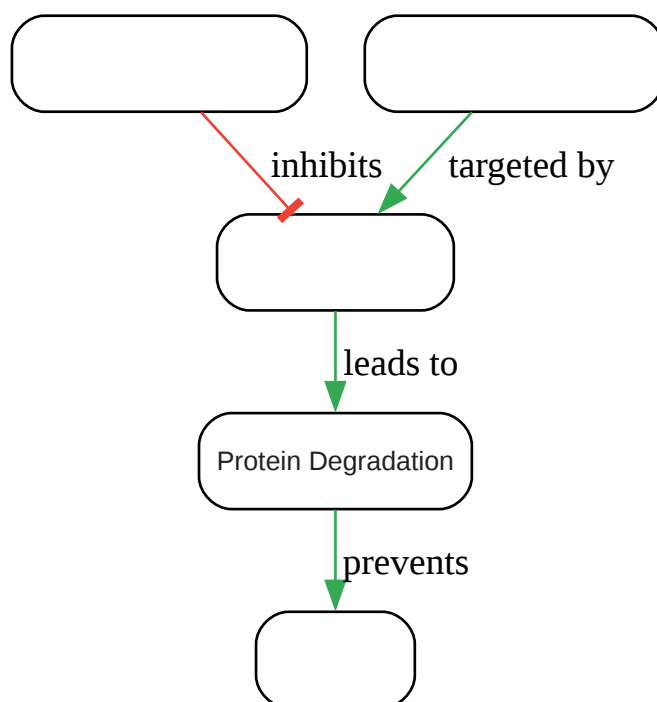 inhibits
targeted by
leads to
Protein Degradation
prevents